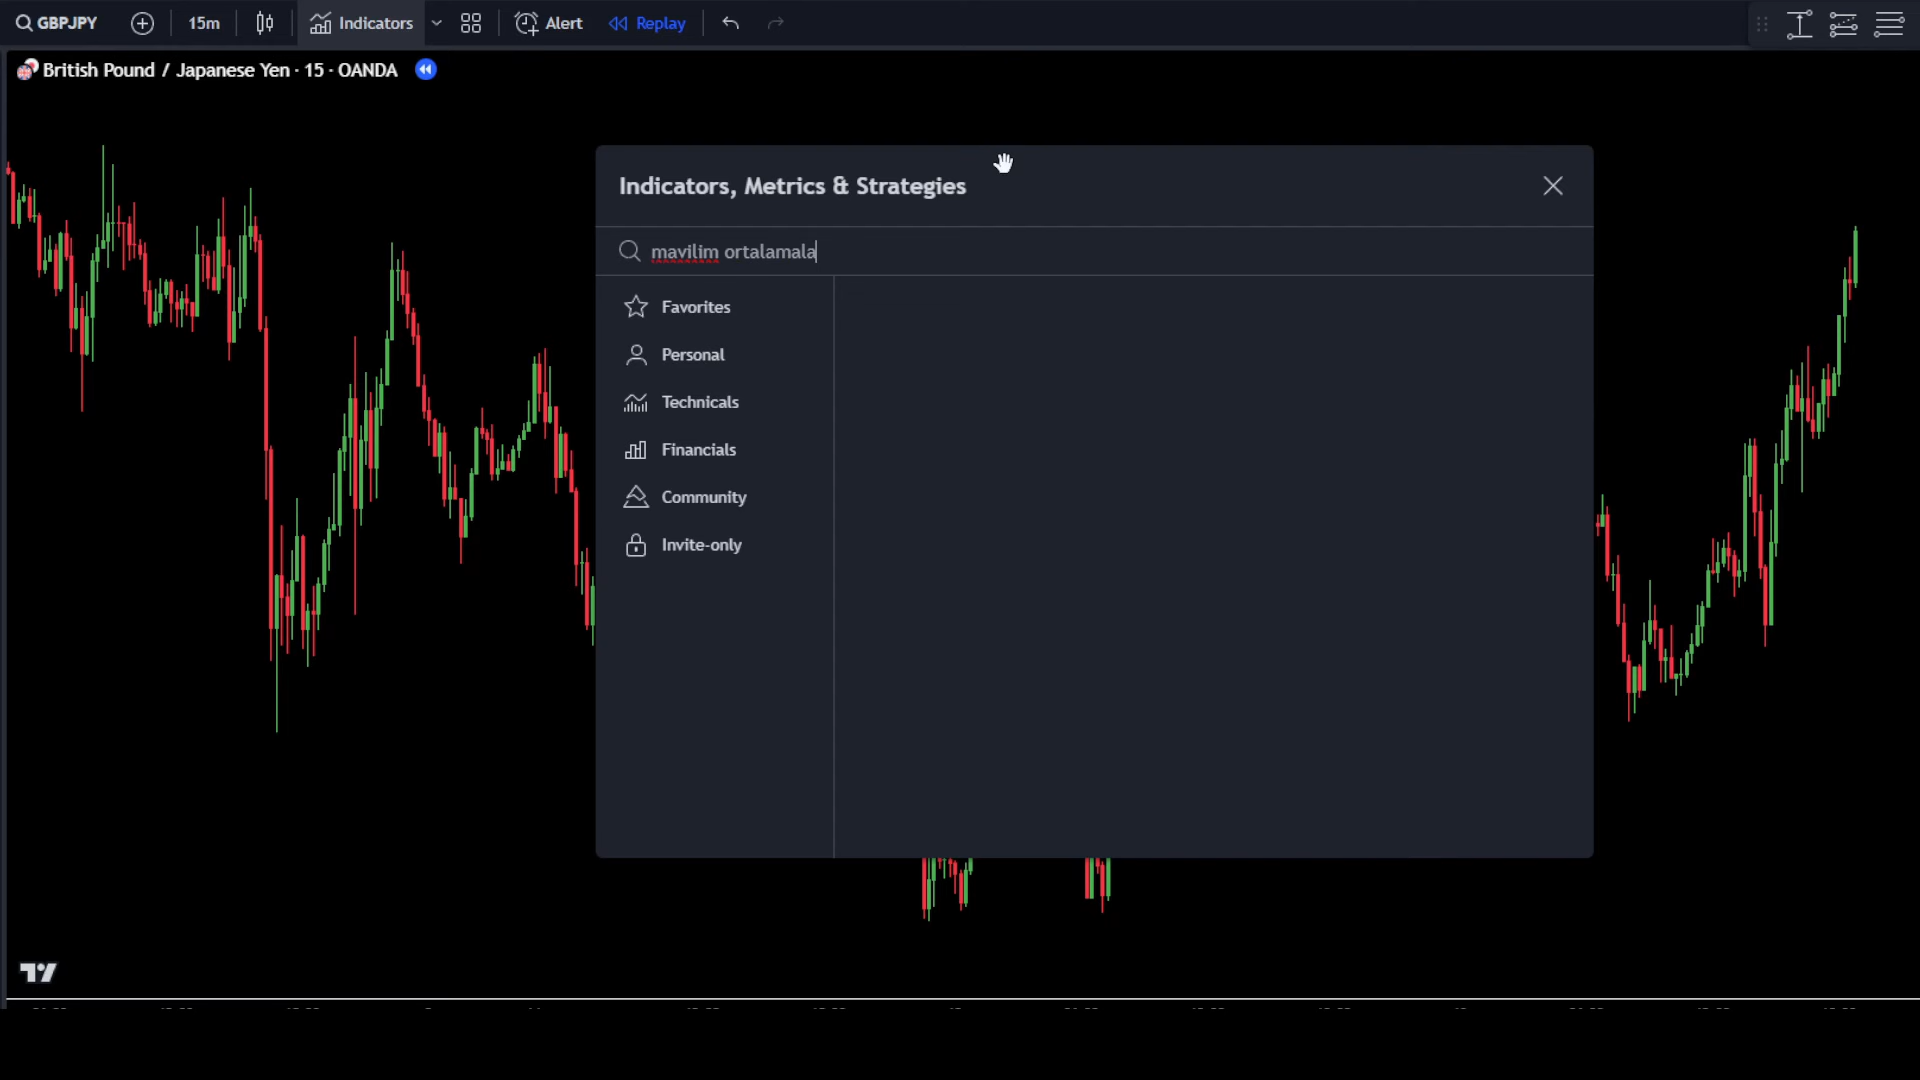 GBPJPY
15m
Indicators
Alert
Replay
British Pound / Japanese Yen · 15 · OANDA
Indicators, Metrics & Strategies
mavilim ortalamala
Favorites
Personal
Technicals
Financials
Community
Invite-only